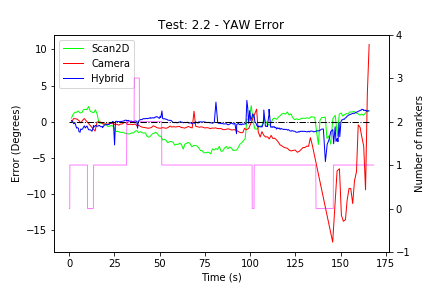 Test: 2.2 - YAW Error
Scan2D
Camera
Hybrid
Error (Degrees)
10
5
0
−5
−10
−15
Number of markers
4
3
2
1
0
−1
0 25 50 75 100 125 150 175
Time (s)